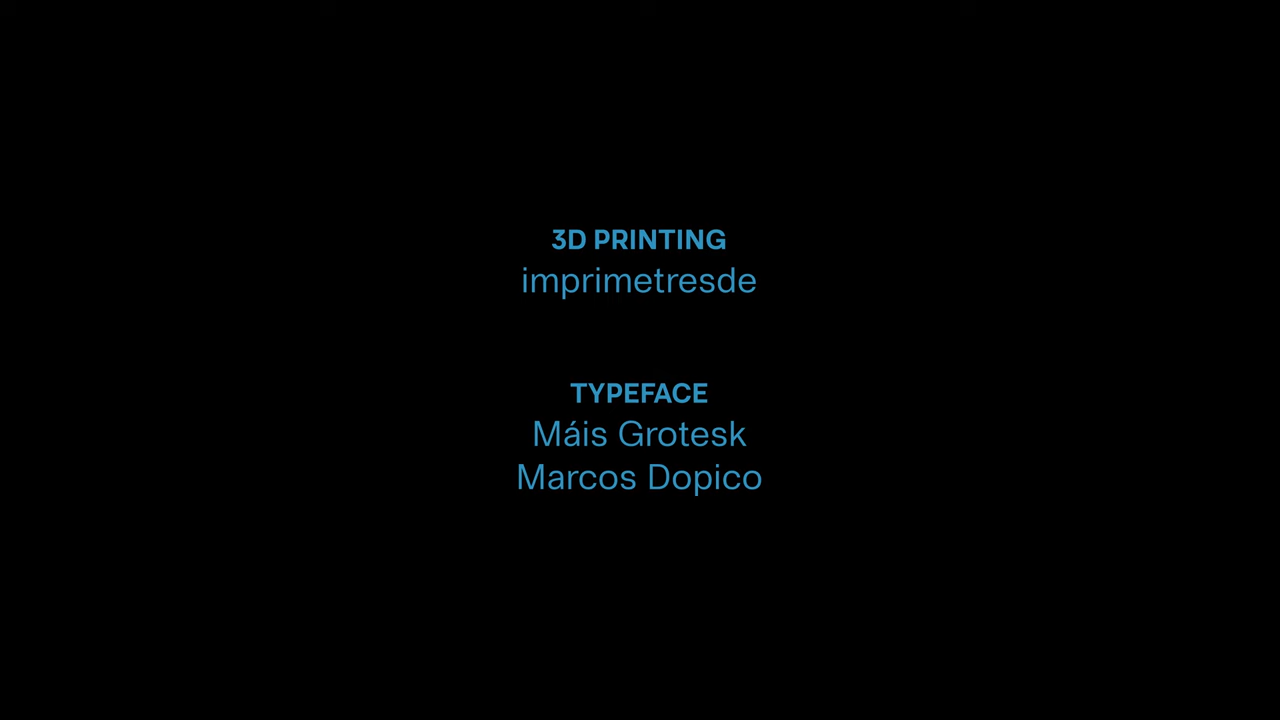 3D PRINTING
imprimetresde
TYPEFACE
Máis Grotesk
Marcos Dopico